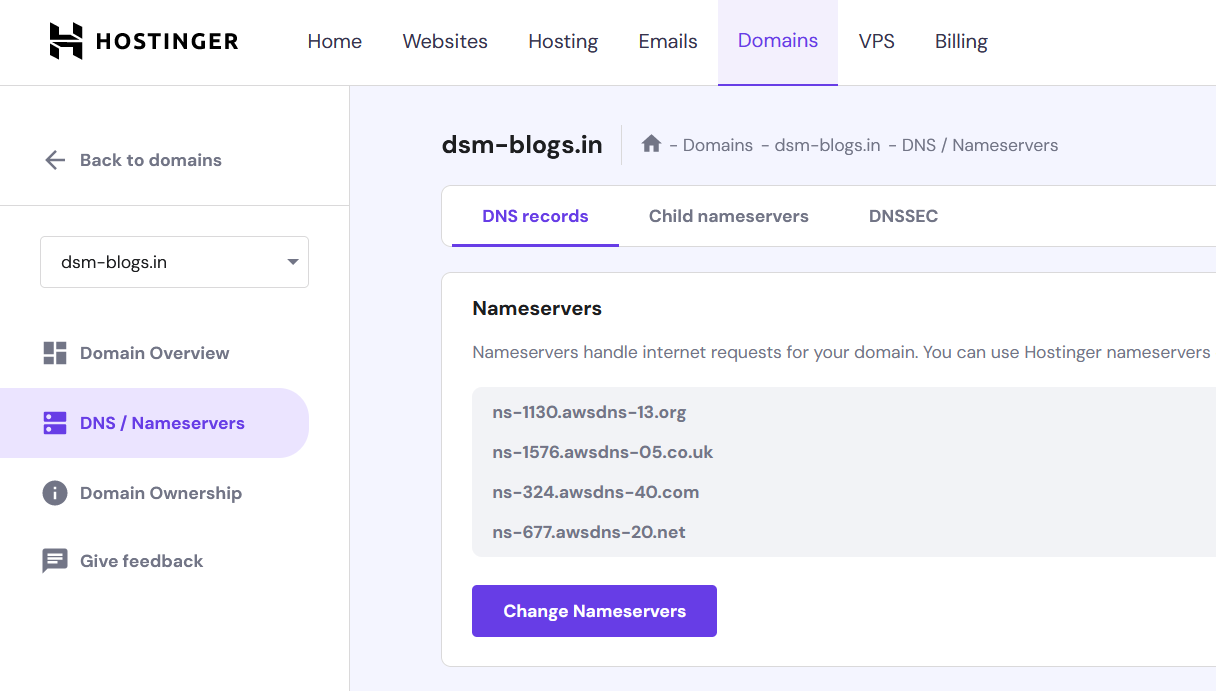 HOSTINGER Home Websites Hosting Emails Domains VPS Billing
Back to domains
dsm-blogs.in
Domain Overview
DNS / Nameservers
Domain Ownership
Give feedback
dsm-blogs.in - Domains - dsm-blogs.in - DNS / Nameservers
DNS records Child nameservers DNSSEC
Nameservers
Nameservers handle internet requests for your domain. You can use Hostinger nameservers
ns-1130.awsdns-13.org
ns-1576.awsdns-05.co.uk
ns-324.awsdns-40.com
ns-677.awsdns-20.net
Change Nameservers